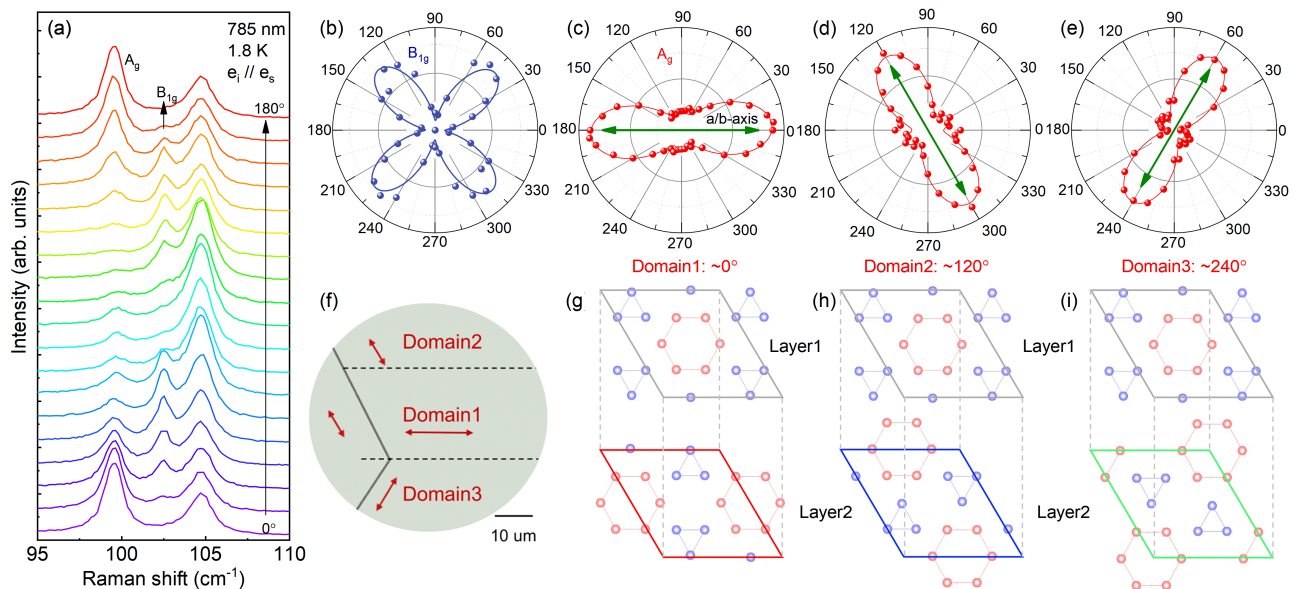 (a)
785 nm
1.8 K
e_i // e_s
A_g
B_1g
180°
0°
Intensity (arb. units)
95 100 105 110
Raman shift (cm⁻¹)
(b)
B_1g
90
120 60
150 30
180 0
210 330
240 300
270
(c)
A_g
a/b-axis
90
120 60
150 30
180 0
210 330
240 300
270
Domain1: ~0°
(d)
90
120 60
150 30
180 0
210 330
240 300
270
Domain2: ~120°
(e)
90
120 60
150 30
180 0
210 330
240 300
270
Domain3: ~240°
(f)
Domain2
Domain1
Domain3
10 um
(g)
Layer1
(h)
Layer1
Layer2
(i)
Layer2